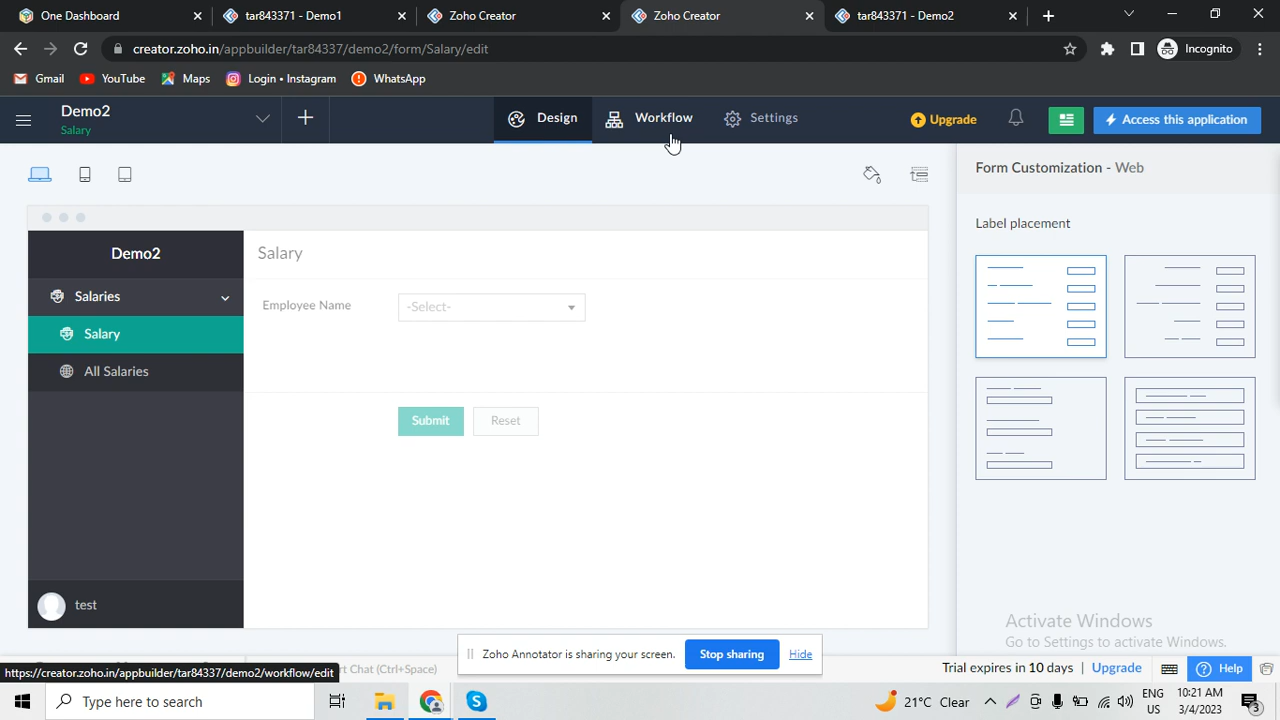 One Dashboard
tar843371 - Demo1
Zoho Creator
Zoho Creator
tar843371 - Demo2
creator.zoho.in/appbuilder/tar84337/demo2/form/Salary/edit
Incognito
Gmail
YouTube
Maps
Login • Instagram
WhatsApp
Demo2
Salary
Design
Workflow
Settings
Upgrade
Access this application
Form Customization - Web
Label placement
Demo2
Salaries
Salary
All Salaries
test
Salary
Employee Name
-Select-
Submit
Reset
Activate Windows
Go to Settings to activate Windows.
Zoho Annotator is sharing your screen.
Stop sharing
Hide
https://creator.zoho.in/appbuilder/tar84337/demo2/workflow/edit
Chat (Ctrl+Space)
Trial expires in 10 days
Upgrade
Help
Type here to search
21°C Clear
ENG
US
10:21 AM
3/4/2023
3